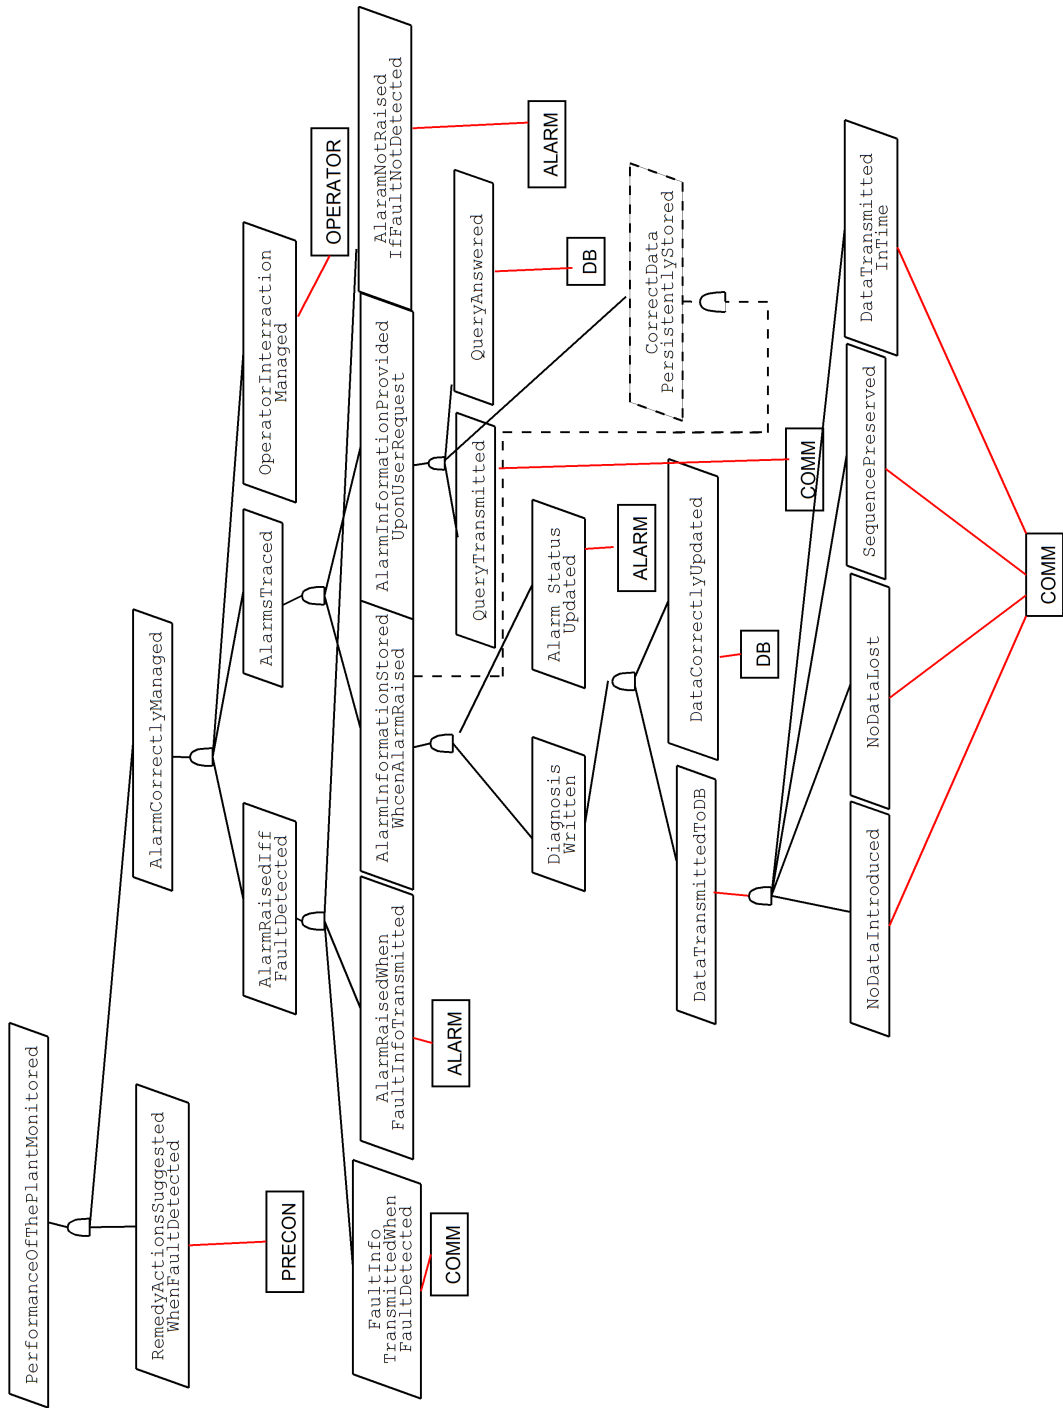 PerformanceOfThePlantMonitored
RemedyActionsSuggested
WhenFaultDetected
AlarmCorrectlyManaged
PRECON
AlarmRaisedIff
FaultDetected
AlarmsTraced
OperatorInterraction
Managed
OPERATOR
FaultInfo
TransmittedWhen
FaultDetected
AlarmRaisedWhen
FaultInfoTransmitted
AlarmInformationStored
WhcenAlarmRaised
AlarmInformationProvided
UponUserRequest
AlaramNotRaised
IfFaultNotDetected
COMM
ALARM
QueryTransmitted
QueryAnswered
ALARM
Diagnosis
Written
Alarm Status
Updated
DB
ALARM
CorrectData
PersistentlyStored
DataTransmittedToDB
DataCorrectlyUpdated
DB
COMM
NoDataIntroduced
NoDataLost
SequencePreserved
DataTransmitted
InTime
COMM